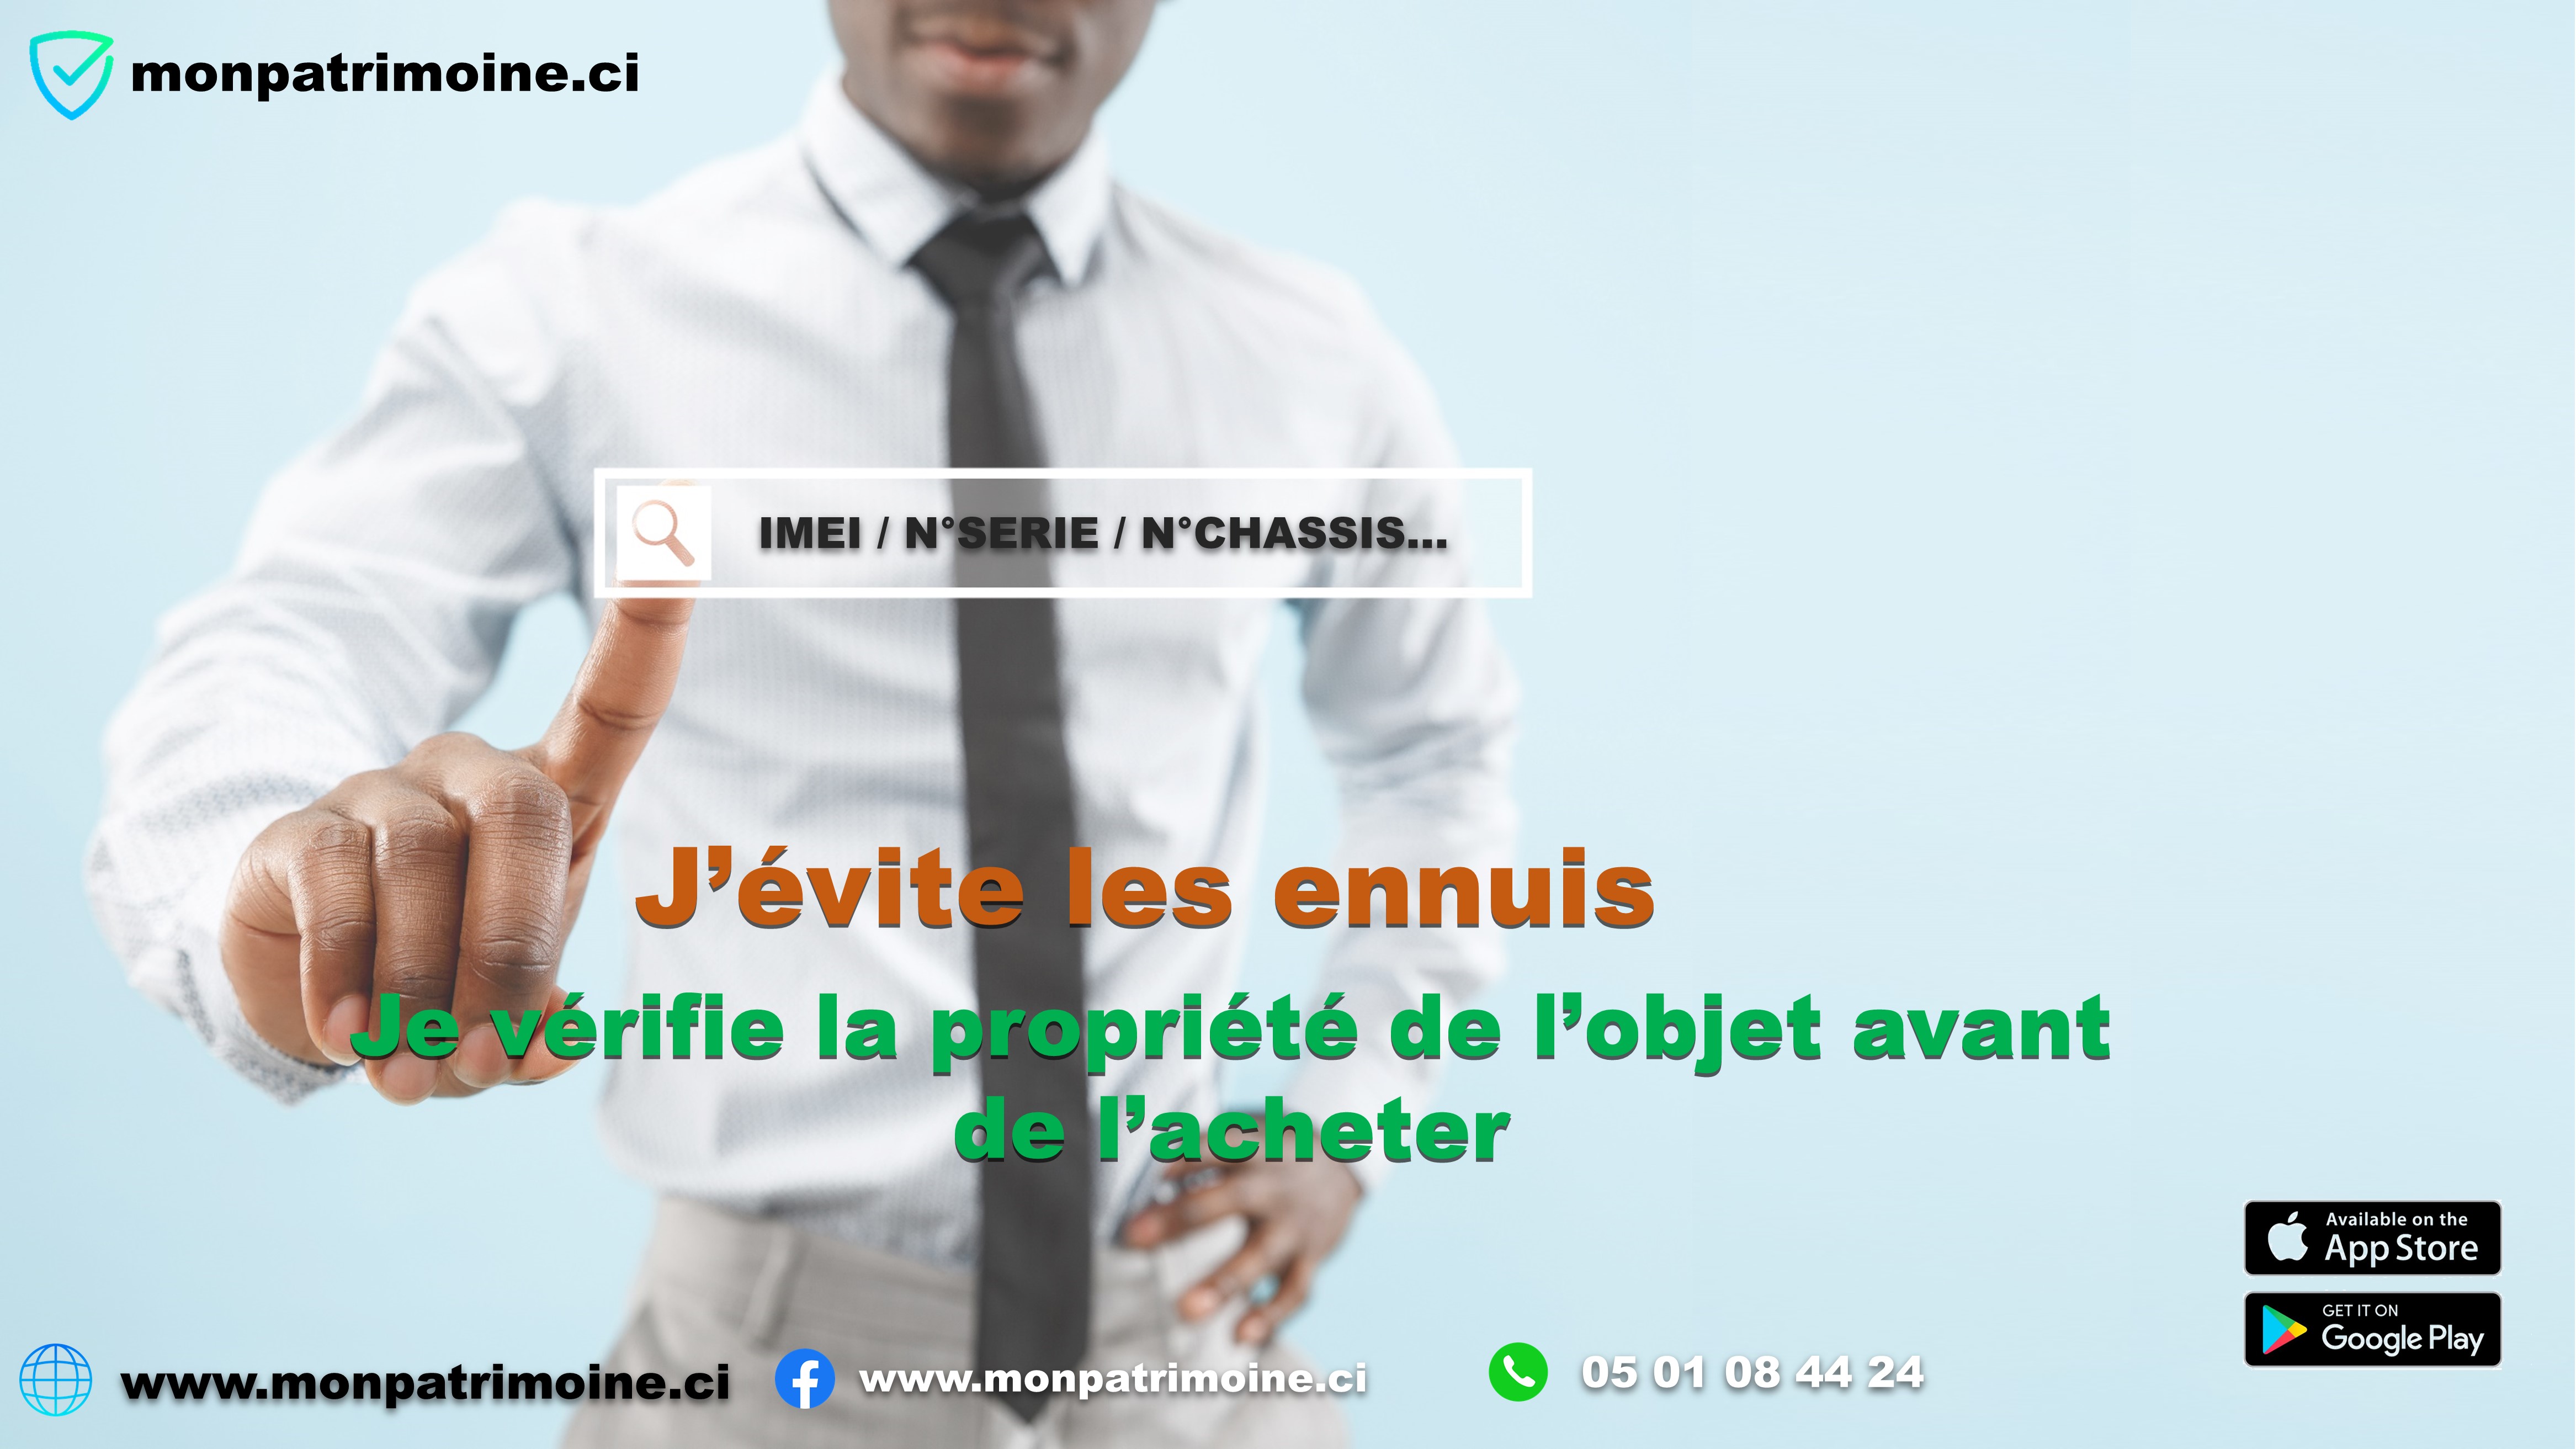 monpatrimoine.ci
IMEI / N°SERIE / N°CHASSIS...
J’évite les ennuis
Je vérifie la propriété de l’objet avant
de l’acheter
Available on the
App Store
GET IT ON
Google Play
www.monpatrimoine.ci
www.monpatrimoine.ci
05 01 08 44 24